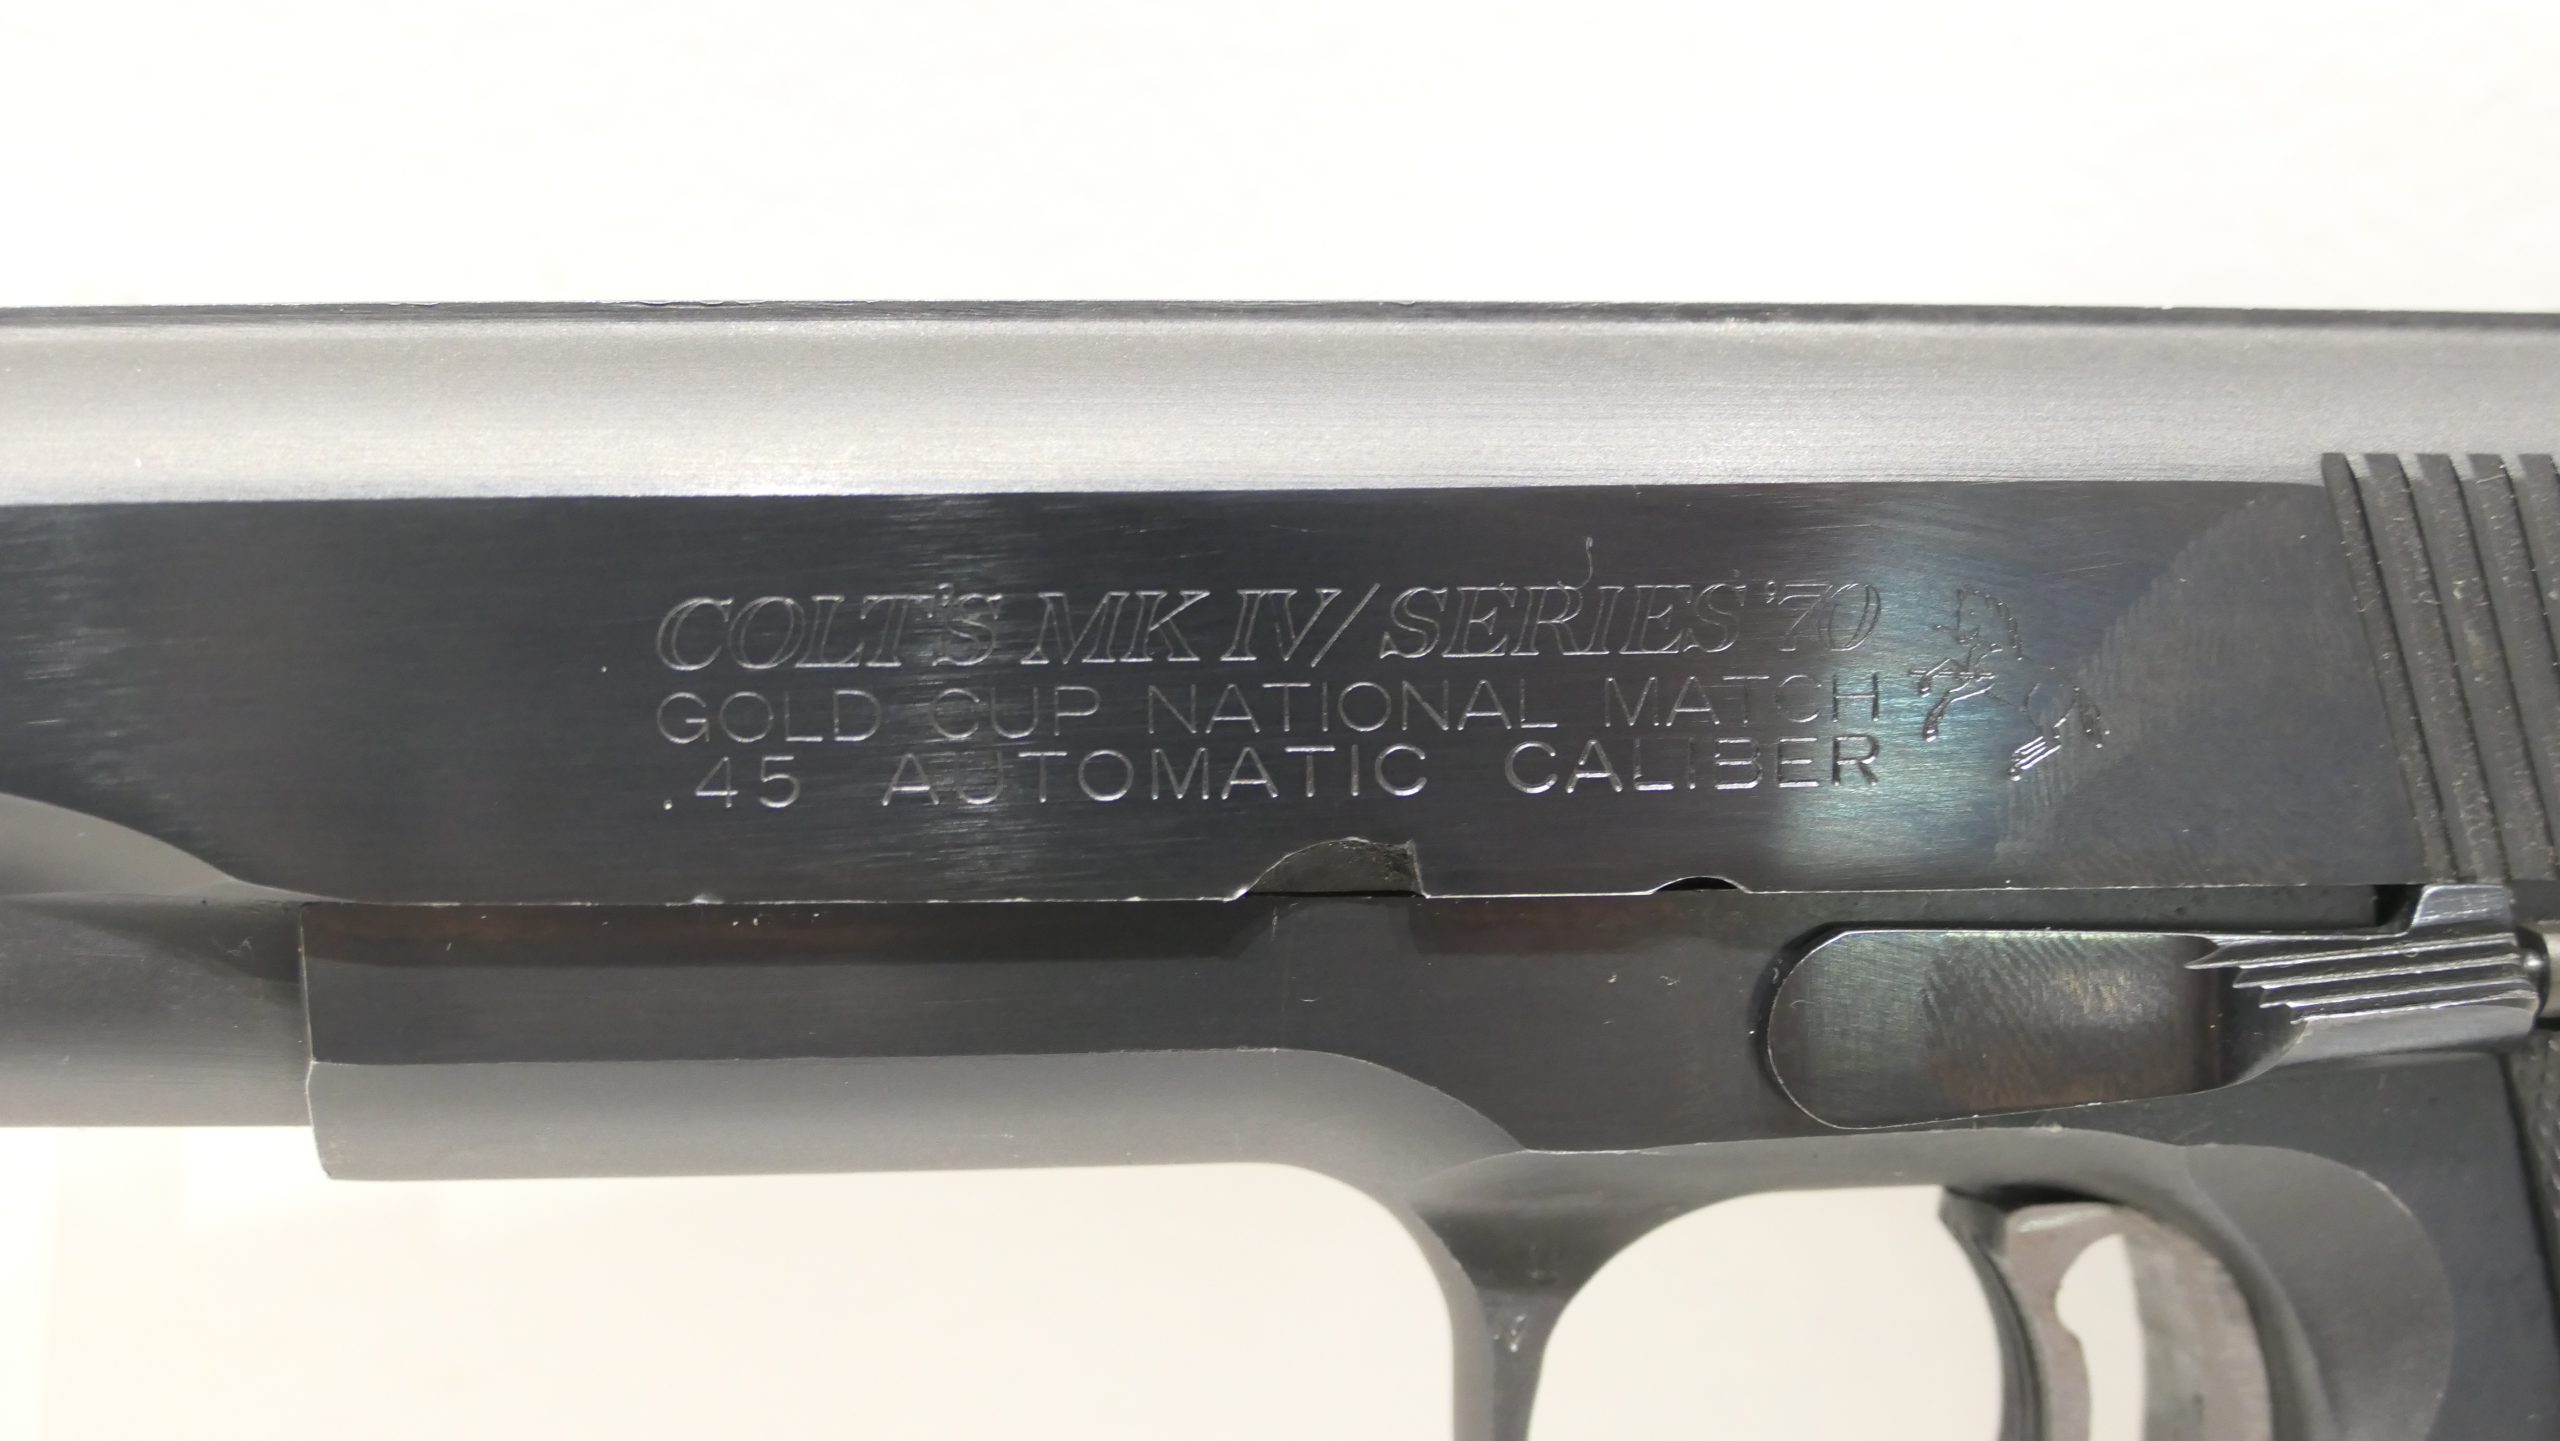 COLT'S MK IV/SERIES '70
GOLD CUP NATIONAL MATCH
.45 AUTOMATIC CALIBER